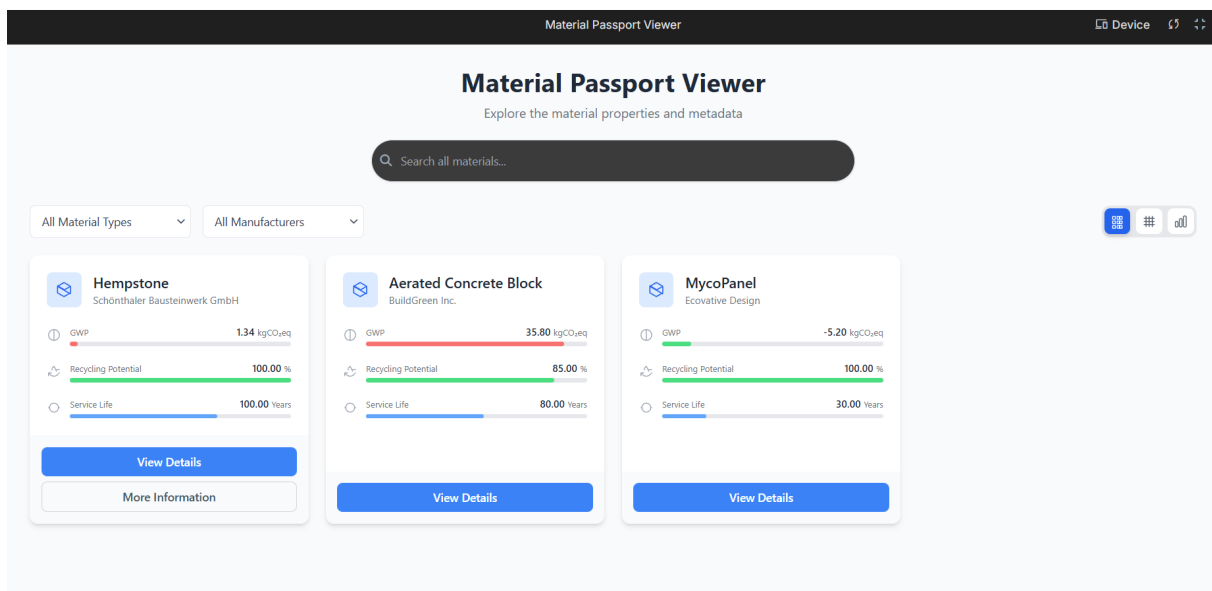 Material Passport Viewer
Device
Material Passport Viewer
Explore the material properties and metadata
Search all materials...
All Material Types
All Manufacturers
Hempstone
Schönthaler Bausteinwerk GmbH
GWP 1.34 kgCO₂eq
Recycling Potential 100.00 %
Service Life 100.00 Years
View Details
More Information
Aerated Concrete Block
BuildGreen Inc.
GWP 35.80 kgCO₂eq
Recycling Potential 85.00 %
Service Life 80.00 Years
View Details
MycoPanel
Ecovative Design
GWP -5.20 kgCO₂eq
Recycling Potential 100.00 %
Service Life 30.00 Years
View Details